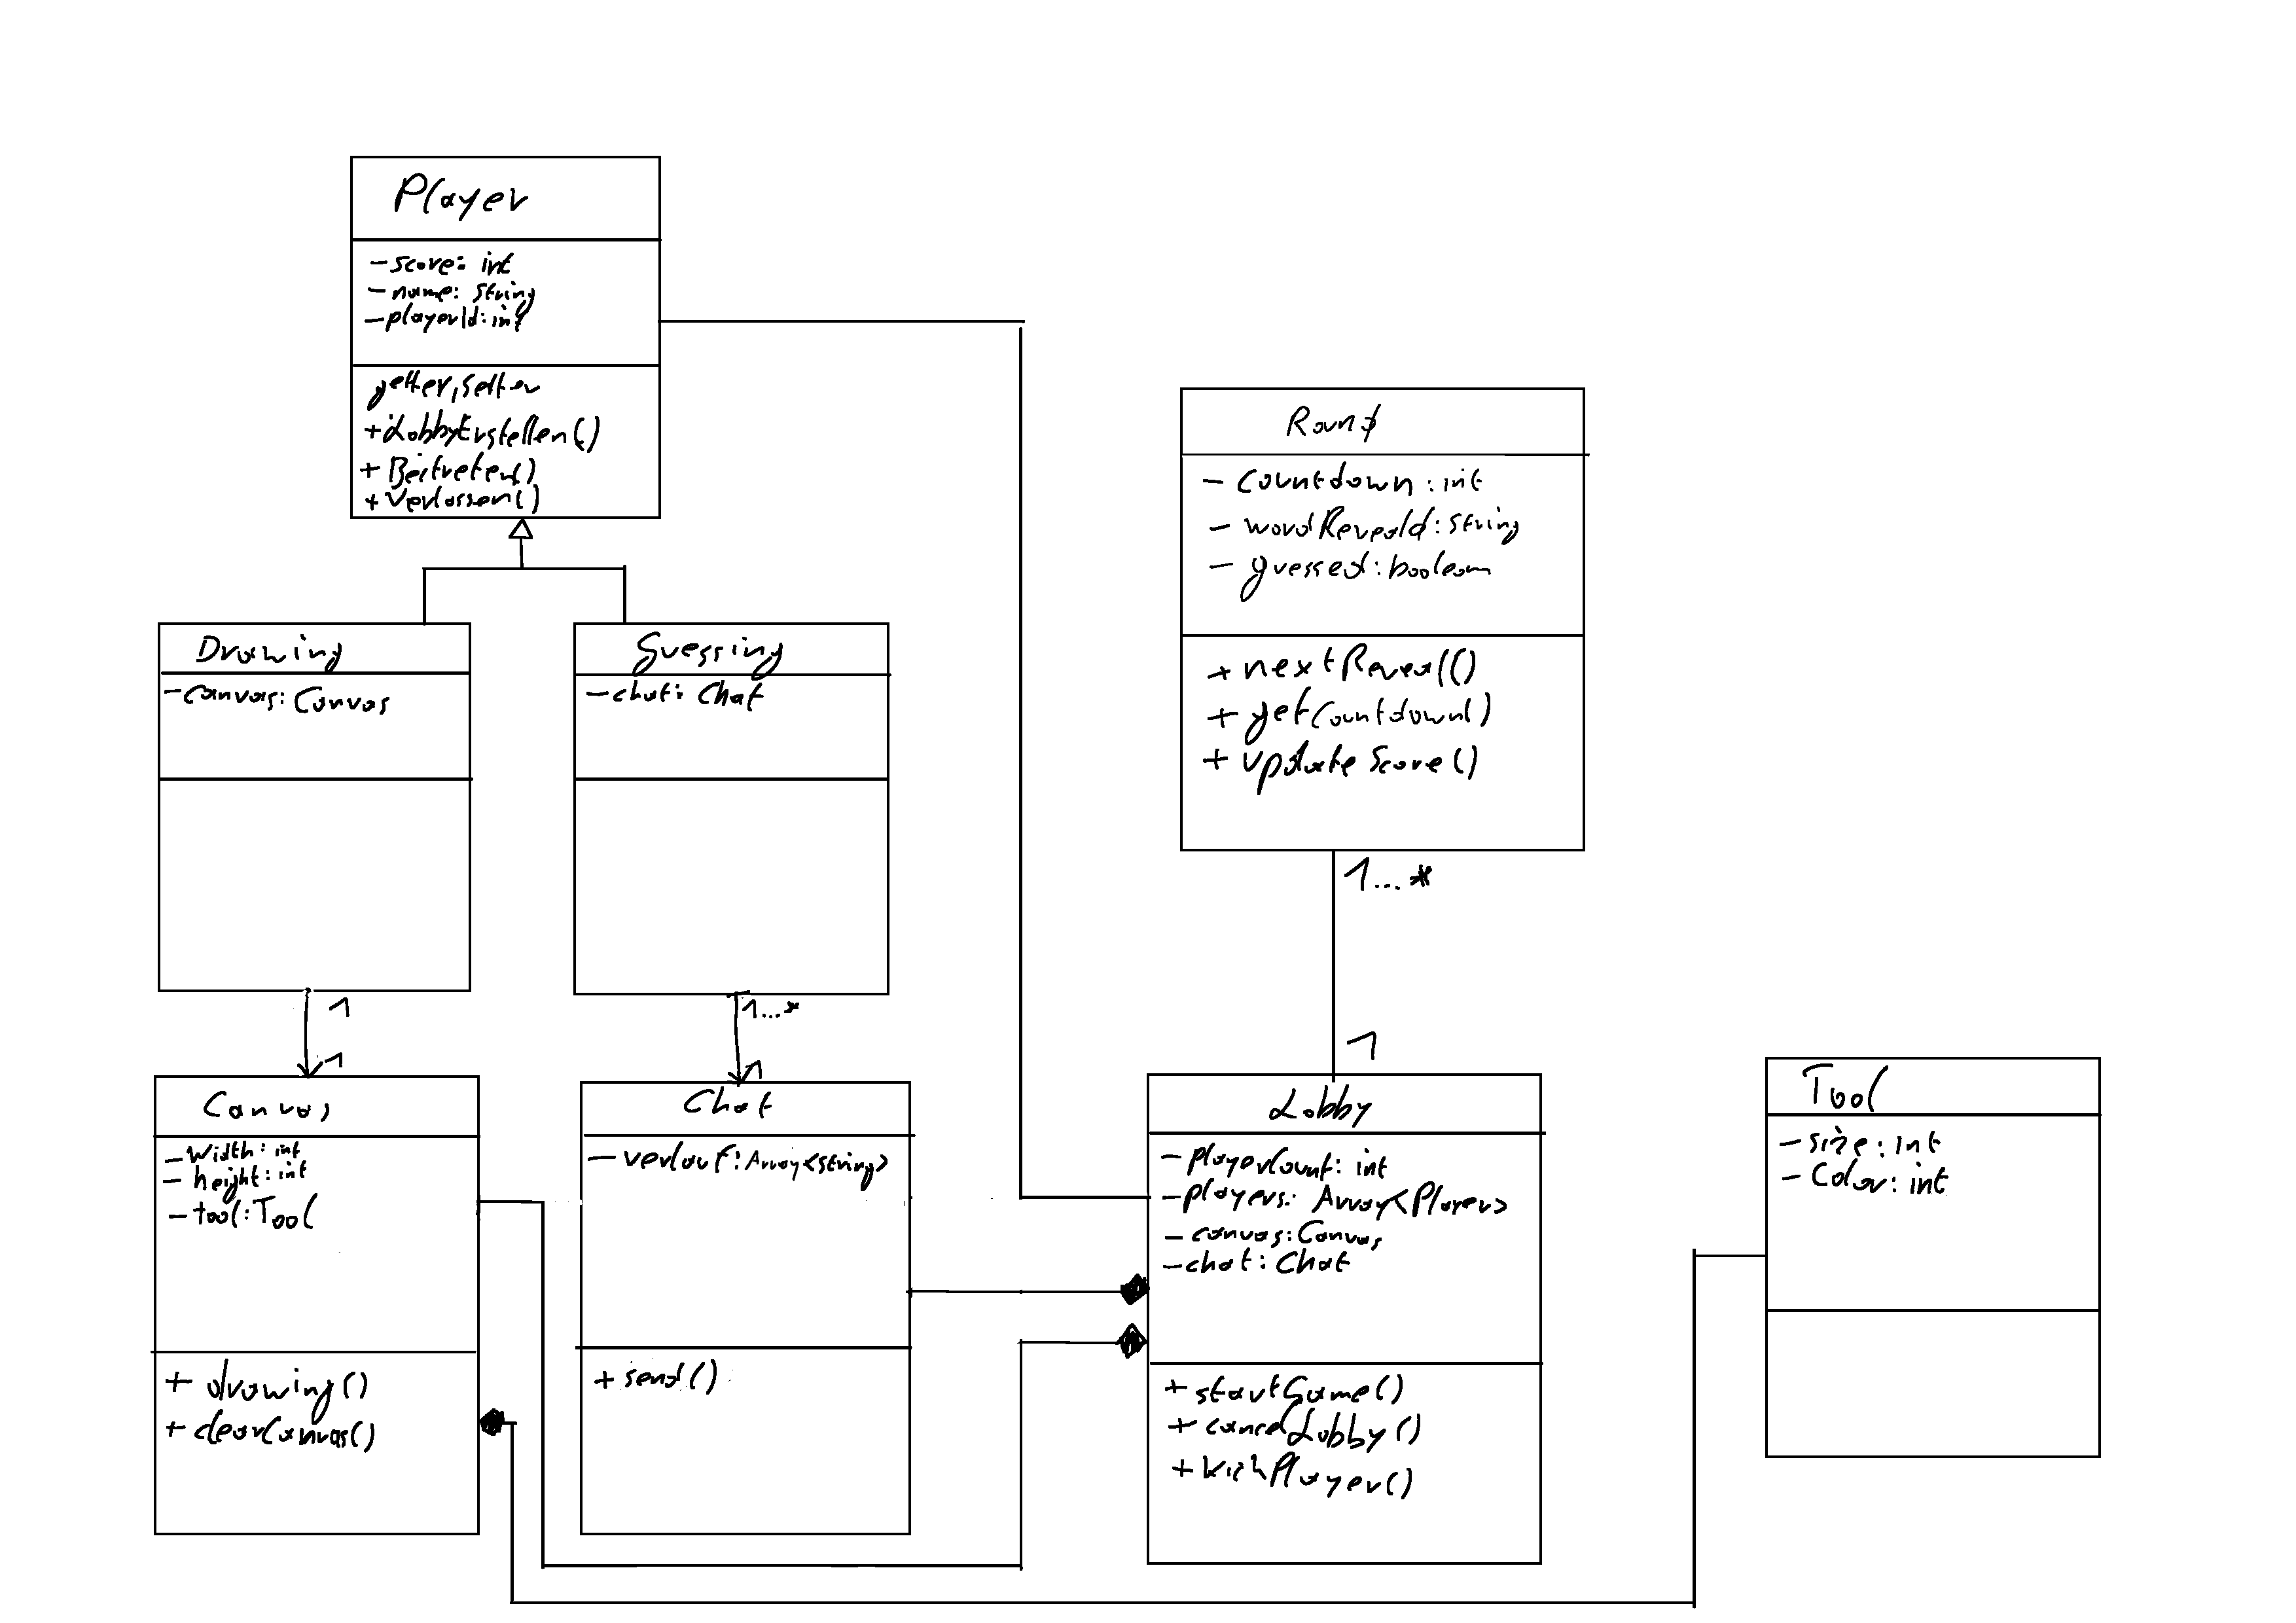 Player
- score: int
- name: string
- playerId: int
getter, setter
+ LobbyErstellen()
+ Beitreten()
+ Verlassen()
Drawing
- canvas: Canvas
1
Guessing
- chat: Chat
1...*
Round
- Countdown: int
- wordReveald: string
- guessed: boolean
+ nextReveal()
+ getCountdown()
+ updateScore()
1...*
1
1
1
Canvas
- width: int
- height: int
- tool: Tool
+ drawing()
+ clearCanvas()
Chat
- verlauf: Array<string>
+ send()
Lobby
- playerCount: int
- players: Array<Player>
- canvas: Canvas
- chat: Chat
+ startGame()
+ cancelLobby()
+ kickPlayer()
Tool
- size: int
- Color: int